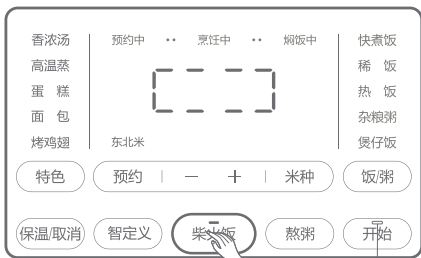 香浓汤 预约中 •• 烹饪中 •• 焖饭中 快煮饭
高温蒸 稀 饭
蛋 糕 热 饭
面 包 杂粮粥
烤鸡翅 东北米 煲仔饭
特色 预约 — + 米种 饭/粥
保温/取消 智定义 柴火饭 熬粥 开始